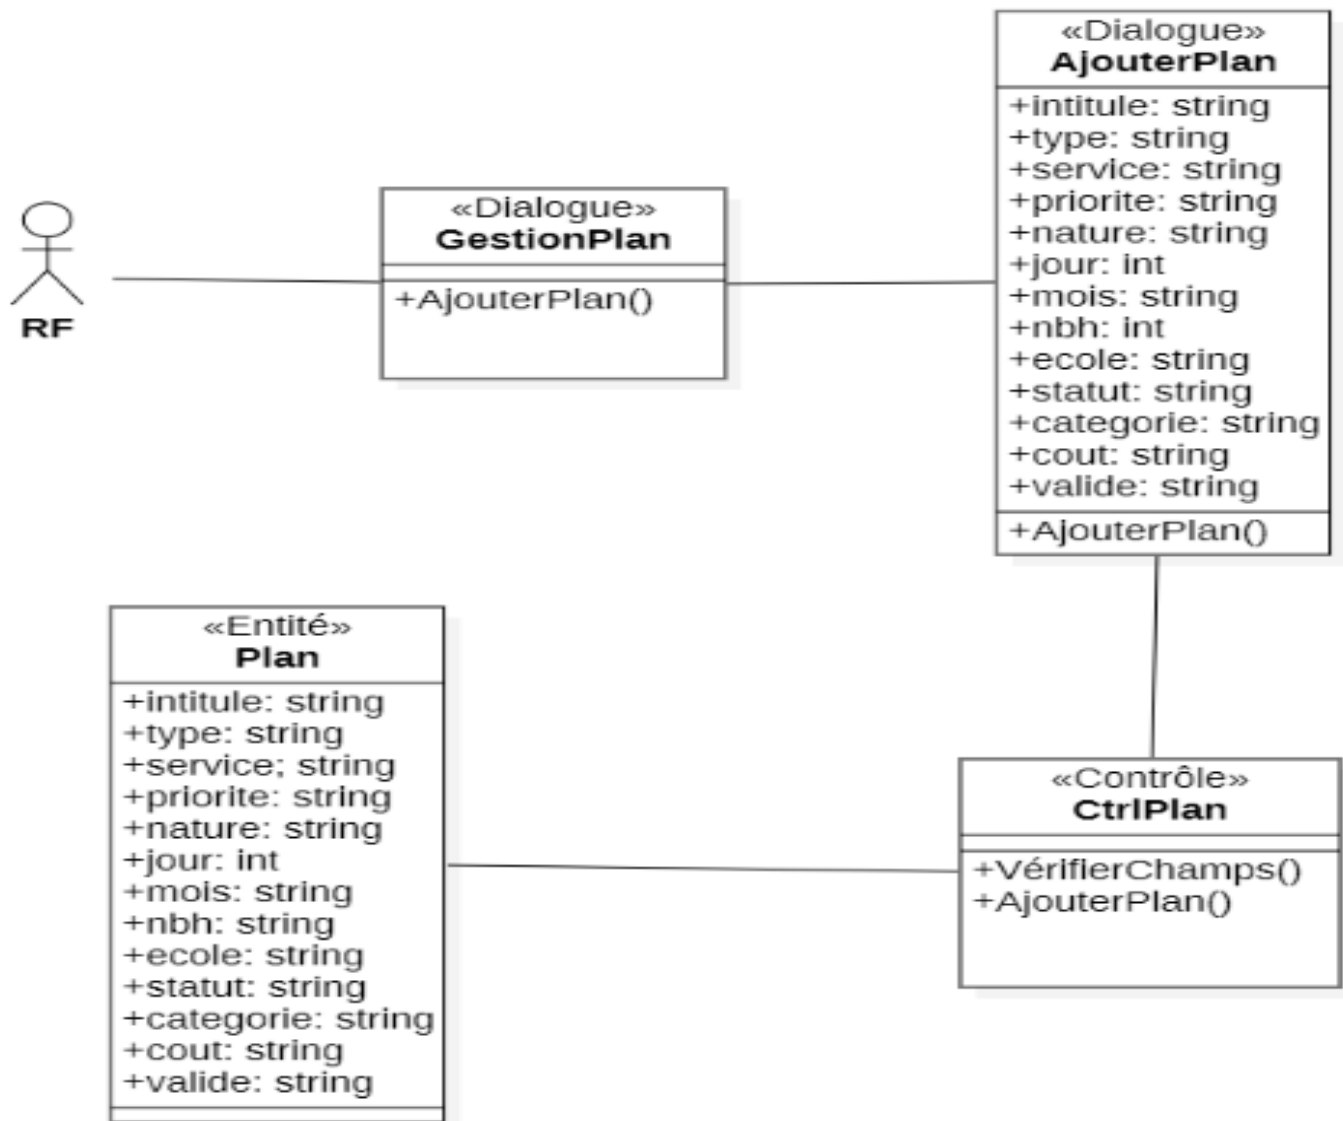 RF
«Dialogue»
GestionPlan
+AjouterPlan()
«Dialogue»
AjouterPlan
+intitule: string
+type: string
+service: string
+priorite: string
+nature: string
+jour: int
+mois: string
+nbh: int
+ecole: string
+statut: string
+categorie: string
+cout: string
+valide: string
+AjouterPlan()
«Entité»
Plan
+intitule: string
+type: string
+service; string
+priorite: string
+nature: string
+jour: int
+mois: string
+nbh: string
+ecole: string
+statut: string
+categorie: string
+cout: string
+valide: string
«Contrôle»
CtrlPlan
+VérifierChamps()
+AjouterPlan()